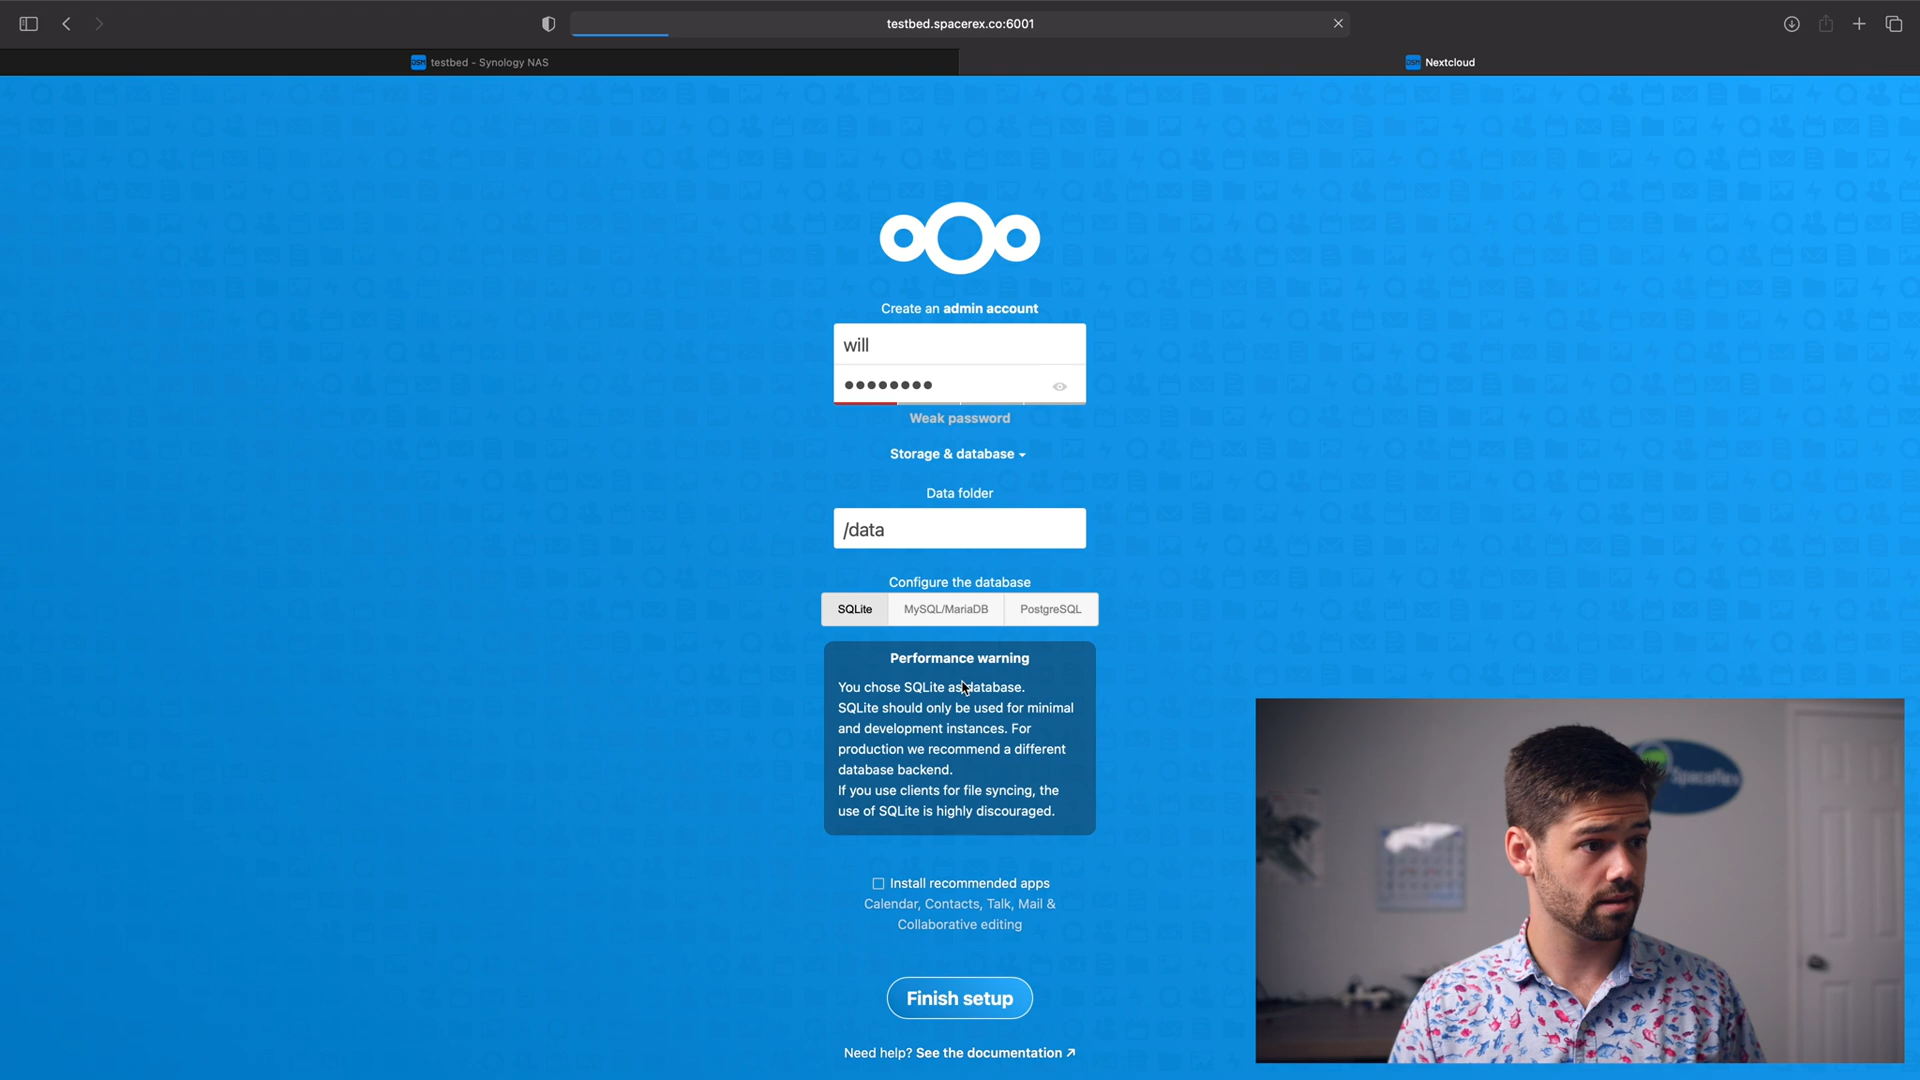 testbed.spacerex.co:6001
testbed - Synology NAS
Nextcloud
Create an admin account
will
Weak password
Storage & database
Data folder
/data
Configure the database
SQLite MySQL/MariaDB PostgreSQL
Performance warning
You chose SQLite as database.
SQLite should only be used for minimal
and development instances. For
production we recommend a different
database backend.
If you use clients for file syncing, the
use of SQLite is highly discouraged.
Install recommended apps
Calendar, Contacts, Talk, Mail &
Collaborative editing
Finish setup
Need help? See the documentation ↗
SpaceRex